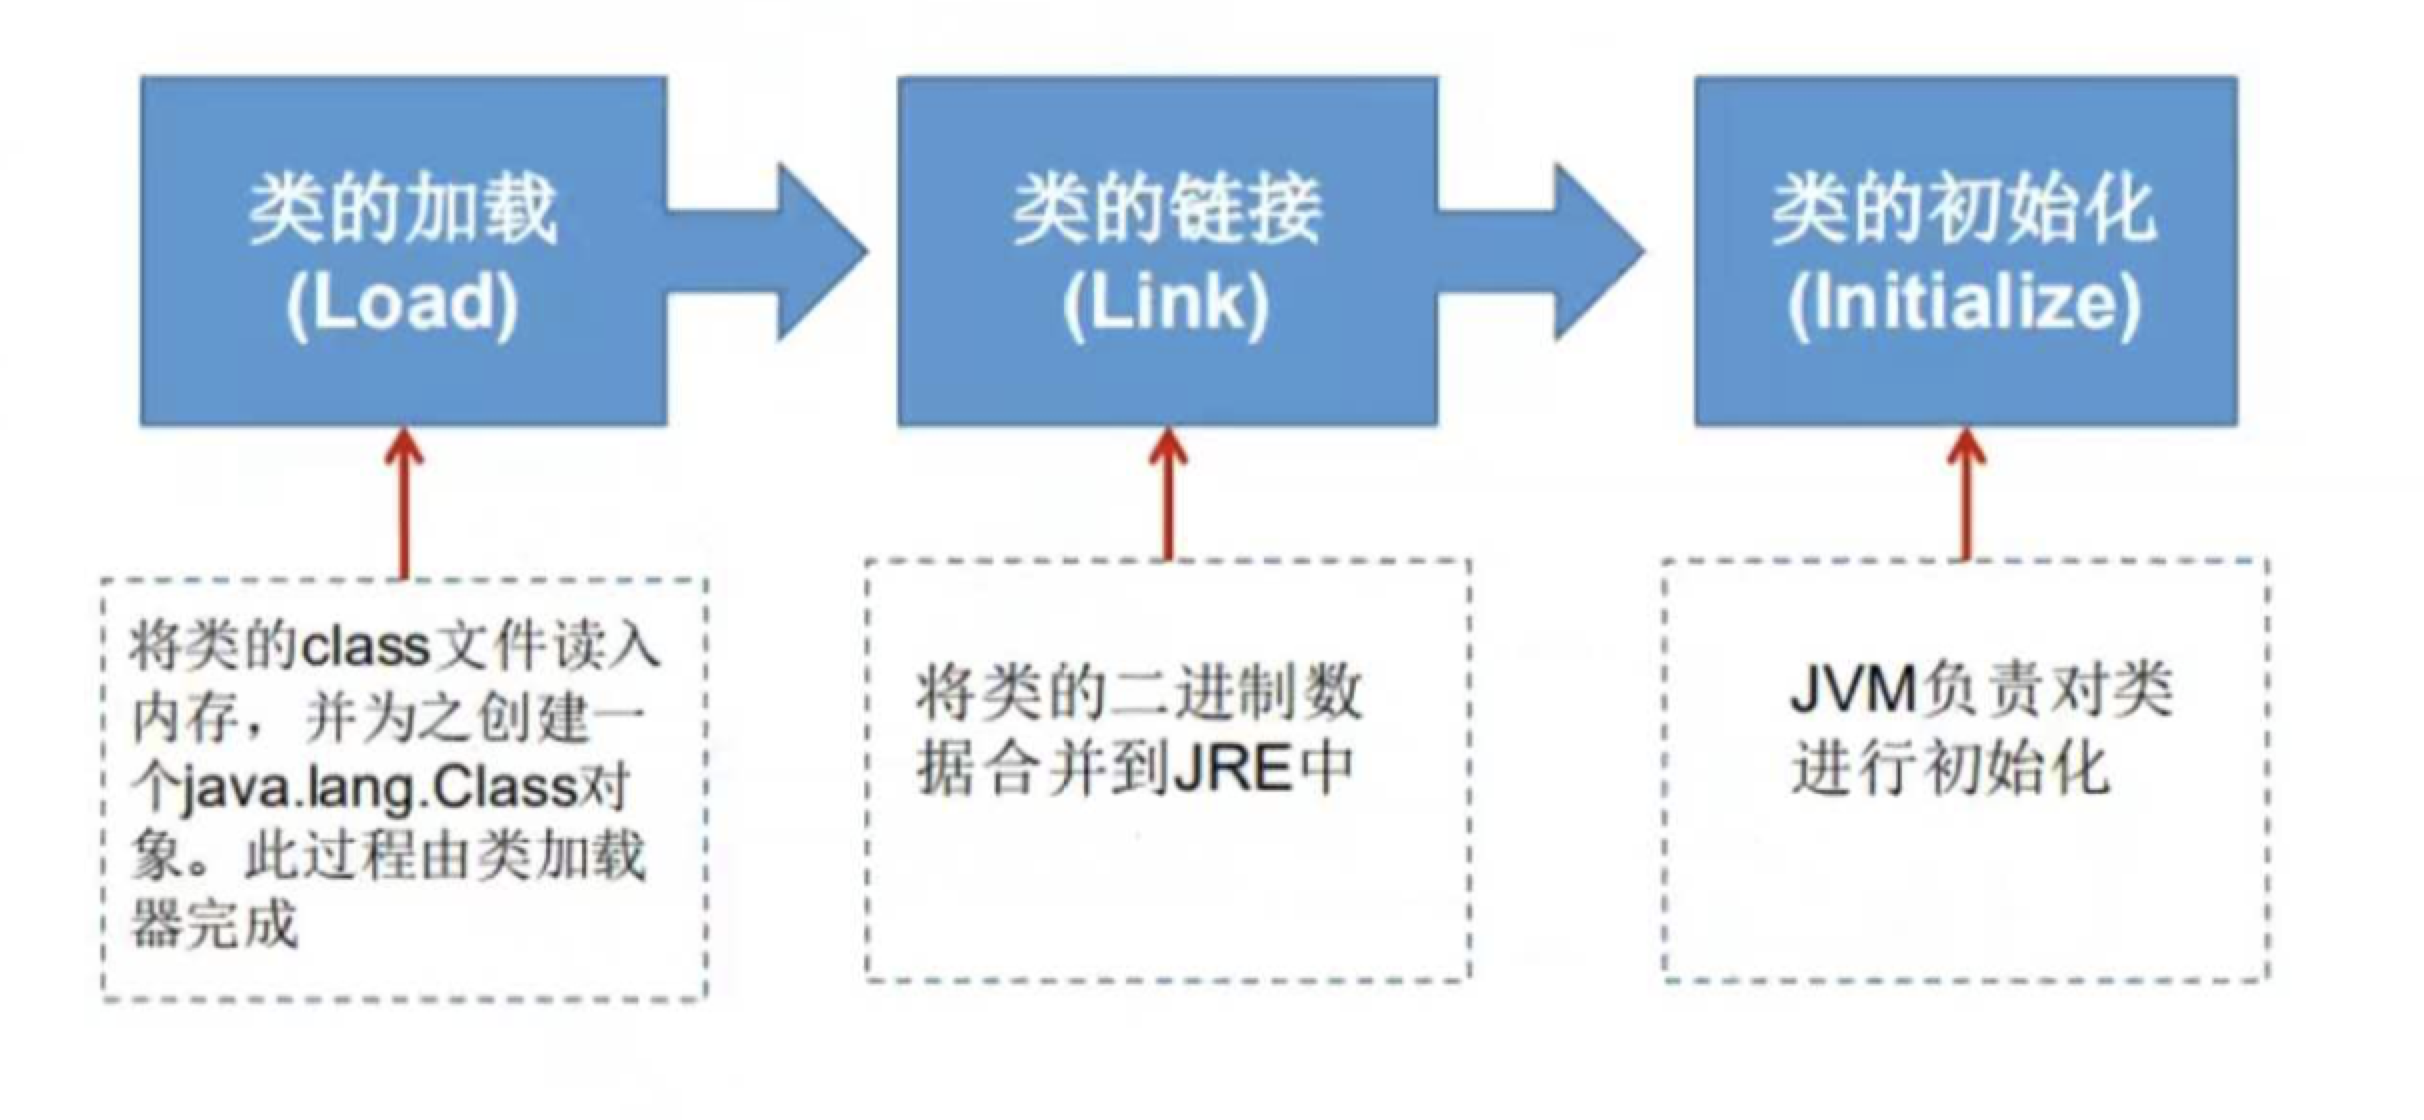 类的加载
(Load)
类的链接
(Link)
类的初始化
(Initialize)
将类的class文件读入
内存，并为之创建一
个java.lang.Class对
象。此过程由类加载
器完成
将类的二进制数
据合并到JRE中
JVM负责对类
进行初始化